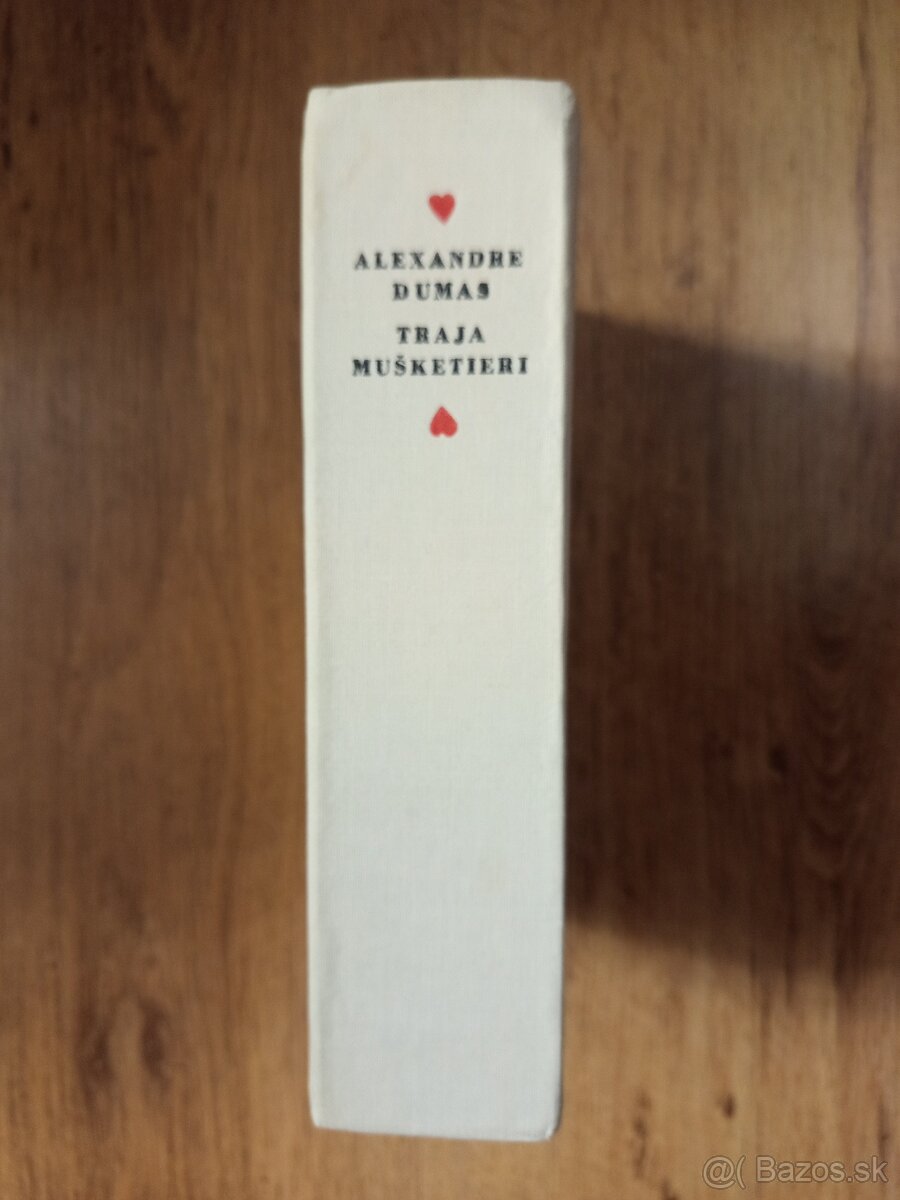 ALEXANDRE
DUMAS
TRAJA
MUŠKETIERI
@( Bazos.sk